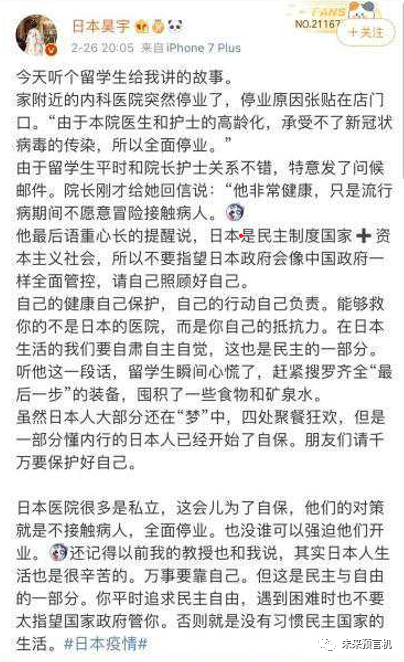 日本昊宇
FANS
NO.21167
+关注
2-26 20:05 来自iPhone 7 Plus
今天听个留学生给我讲的故事。
家附近的内科医院突然停业了，停业原因张贴在店门
口。“由于本院医生和护士的高龄化，承受不了新冠状
病毒的传染，所以全面停业。”
由于留学生平时和院长护士关系不错，特意发了问候
邮件。院长刚才给她回信说：“他非常健康，只是流行
病期间不愿意冒险接触病人。
他最后语重心长的提醒说，日本是民主制度国家➕资
本主义社会，所以不要指望日本政府会像中国政府一
样全面管控，请自己照顾好自己。
自己的健康自己保护，自己的行动自己负责。能够救
你的不是日本的医院，而是你自己的抵抗力。在日本
生活的我们要自肃自主自觉，这也是民主的一部分。
听他这一段话，留学生瞬间心慌了，赶紧搜罗齐全“最
后一步”的装备，囤积了一些食物和矿泉水。
虽然日本人大部分还在“梦”中，四处聚餐狂欢，但是
一部分懂内行的日本人已经开始了自保。朋友们请千
万要保护好自己。
日本医院很多是私立，这会儿为了自保，他们的对策
就是不接触病人，全面停业。也没谁可以强迫他们开
业。还记得以前我的教授也和我说，其实日本人生
活也是很辛苦的。万事要靠自己。但这是民主与自由
的一部分。你平时追求民主自由，遇到困难时也不要
太指望国家政府管你。否则就是没有习惯民主国家的
生活。#日本疫情#
未来预言机